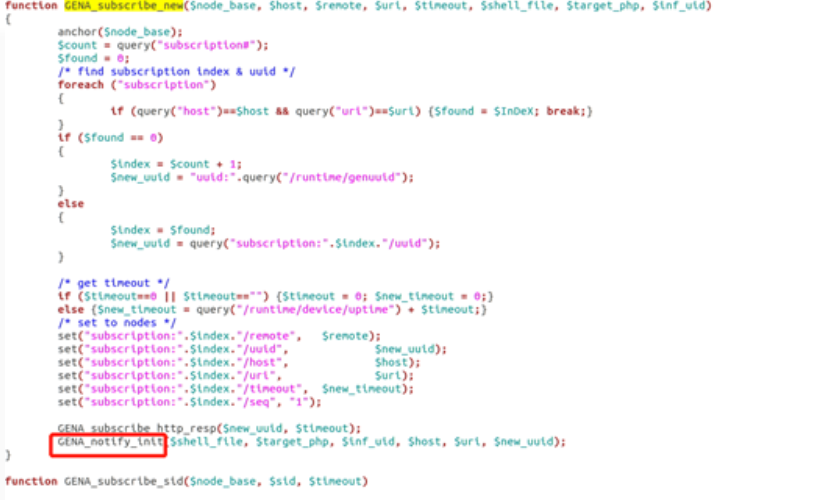 function GENA_subscribe_new($node_base, $host, $remote, $uri, $timeout, $shell_file, $target_php, $inf_uid)
{
anchor($node_base);
$count = query("subscription#");
$found = 0;
/* find subscription index & uuid */
foreach ("subscription")
{
if (query("host")==$host && query("uri")==$uri) {$found = $InDeX; break;}
}
if ($found == 0)
{
$index = $count + 1;
$new_uuid = "uuid:".query("/runtime/genuuid");
}
else
{
$index = $found;
$new_uuid = query("subscription:".$index."/uuid");
}
/* get timeout */
if ($timeout==0 || $timeout=="") {$timeout = 0; $new_timeout = 0;}
else {$new_timeout = query("/runtime/device/uptime") + $timeout;}
/* set to nodes */
set("subscription:".$index."/remote", $remote);
set("subscription:".$index."/uuid", $new_uuid);
set("subscription:".$index."/host", $host);
set("subscription:".$index."/uri", $uri);
set("subscription:".$index."/timeout", $new_timeout);
set("subscription:".$index."/seq", "1");
GENA_subscribe_http_resp($new_uuid, $timeout);
GENA_notify_init($shell_file, $target_php, $inf_uid, $host, $uri, $new_uuid);
}
function GENA_subscribe_sid($node_base, $sid, $timeout)